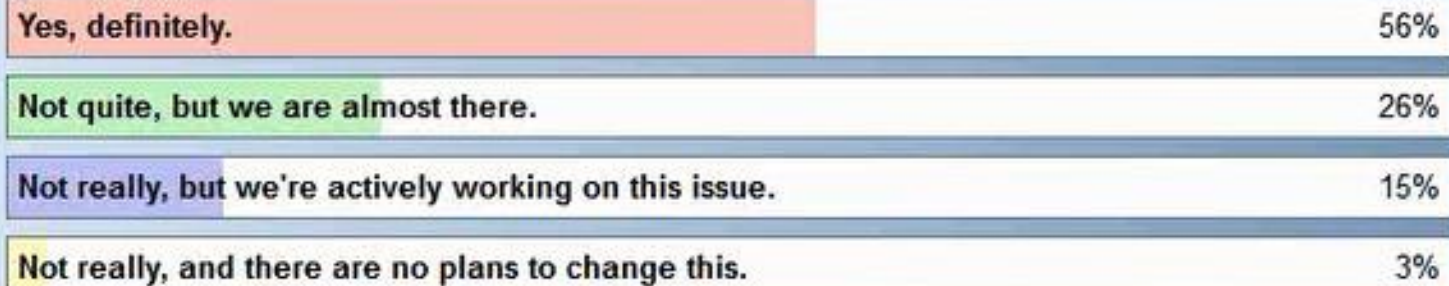 Yes, definitely. 56%
Not quite, but we are almost there. 26%
Not really, but we're actively working on this issue. 15%
Not really, and there are no plans to change this. 3%